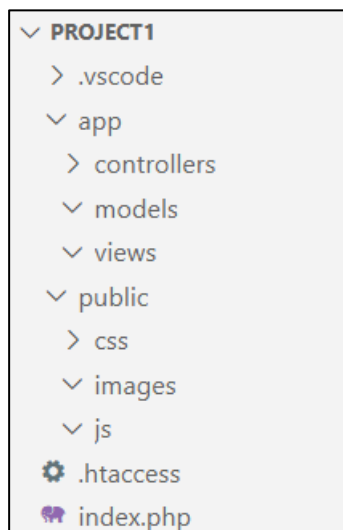 PROJECT1
.vscode
app
controllers
models
views
public
css
images
js
.htaccess
index.php